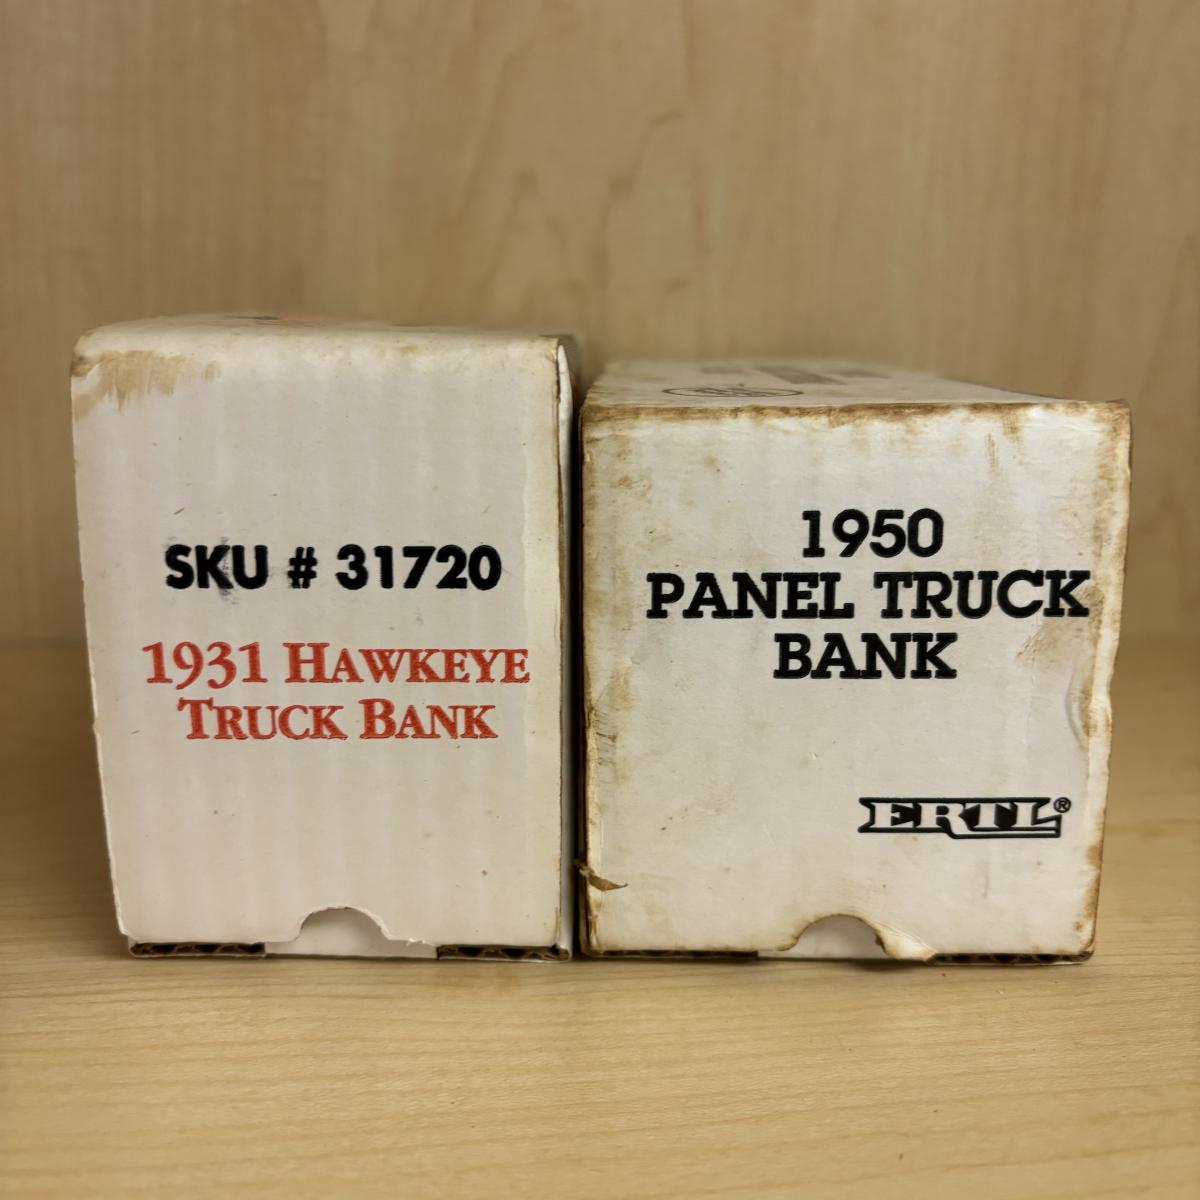 SKU # 31720
1931 HAWKEYE
TRUCK BANK
1950
PANEL TRUCK
BANK
ERTL®